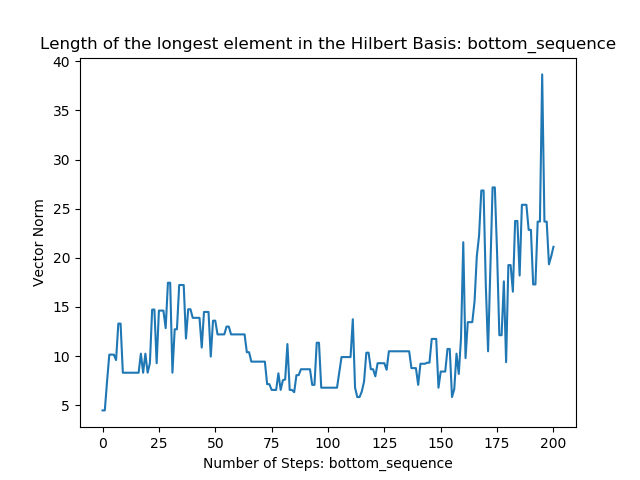 Length of the longest element in the Hilbert Basis: bottom_sequence
40
35
30
25
20
15
10
5
Vector Norm
0 25 50 75 100 125 150 175 200
Number of Steps: bottom_sequence